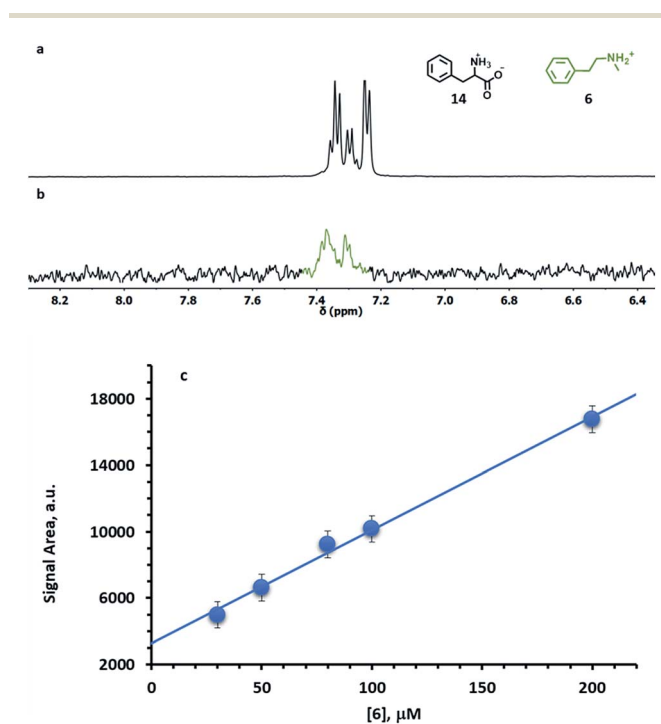 a
NH₃⁺
O⁻
O
14
NH₂⁺
6
b
8.2 8.0 7.8 7.6 7.4 7.2 7.0 6.8 6.6 6.4
δ (ppm)
c
18000
14000
10000
6000
2000
Signal Area, a.u.
0 50 100 150 200
[6], μM